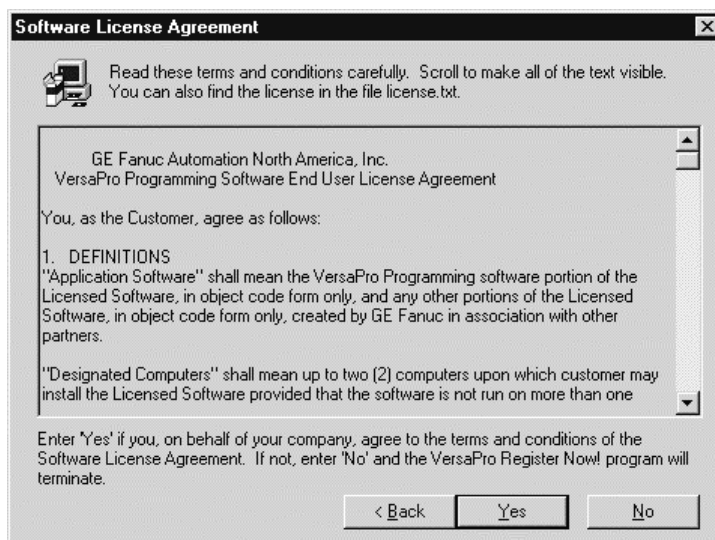 Software License Agreement
Read these terms and conditions carefully. Scroll to make all of the text visible.
You can also find the license in the file license.txt.
GE Fanuc Automation North America, Inc.
VersaPro Programming Software End User License Agreement
You, as the Customer, agree as follows:
1. DEFINITIONS
"Application Software" shall mean the VersaPro Programming software portion of the
Licensed Software, in object code form only, and any other portions of the Licensed
Software, in object code form only, created by GE Fanuc in association with other
partners.
"Designated Computers" shall mean up to two (2) computers upon which customer may
install the Licensed Software provided that the software is not run on more than one
Enter 'Yes' if you, on behalf of your company, agree to the terms and conditions of the
Software License Agreement. If not, enter 'No' and the VersaPro Register Now! program will
terminate.
< Back Yes No